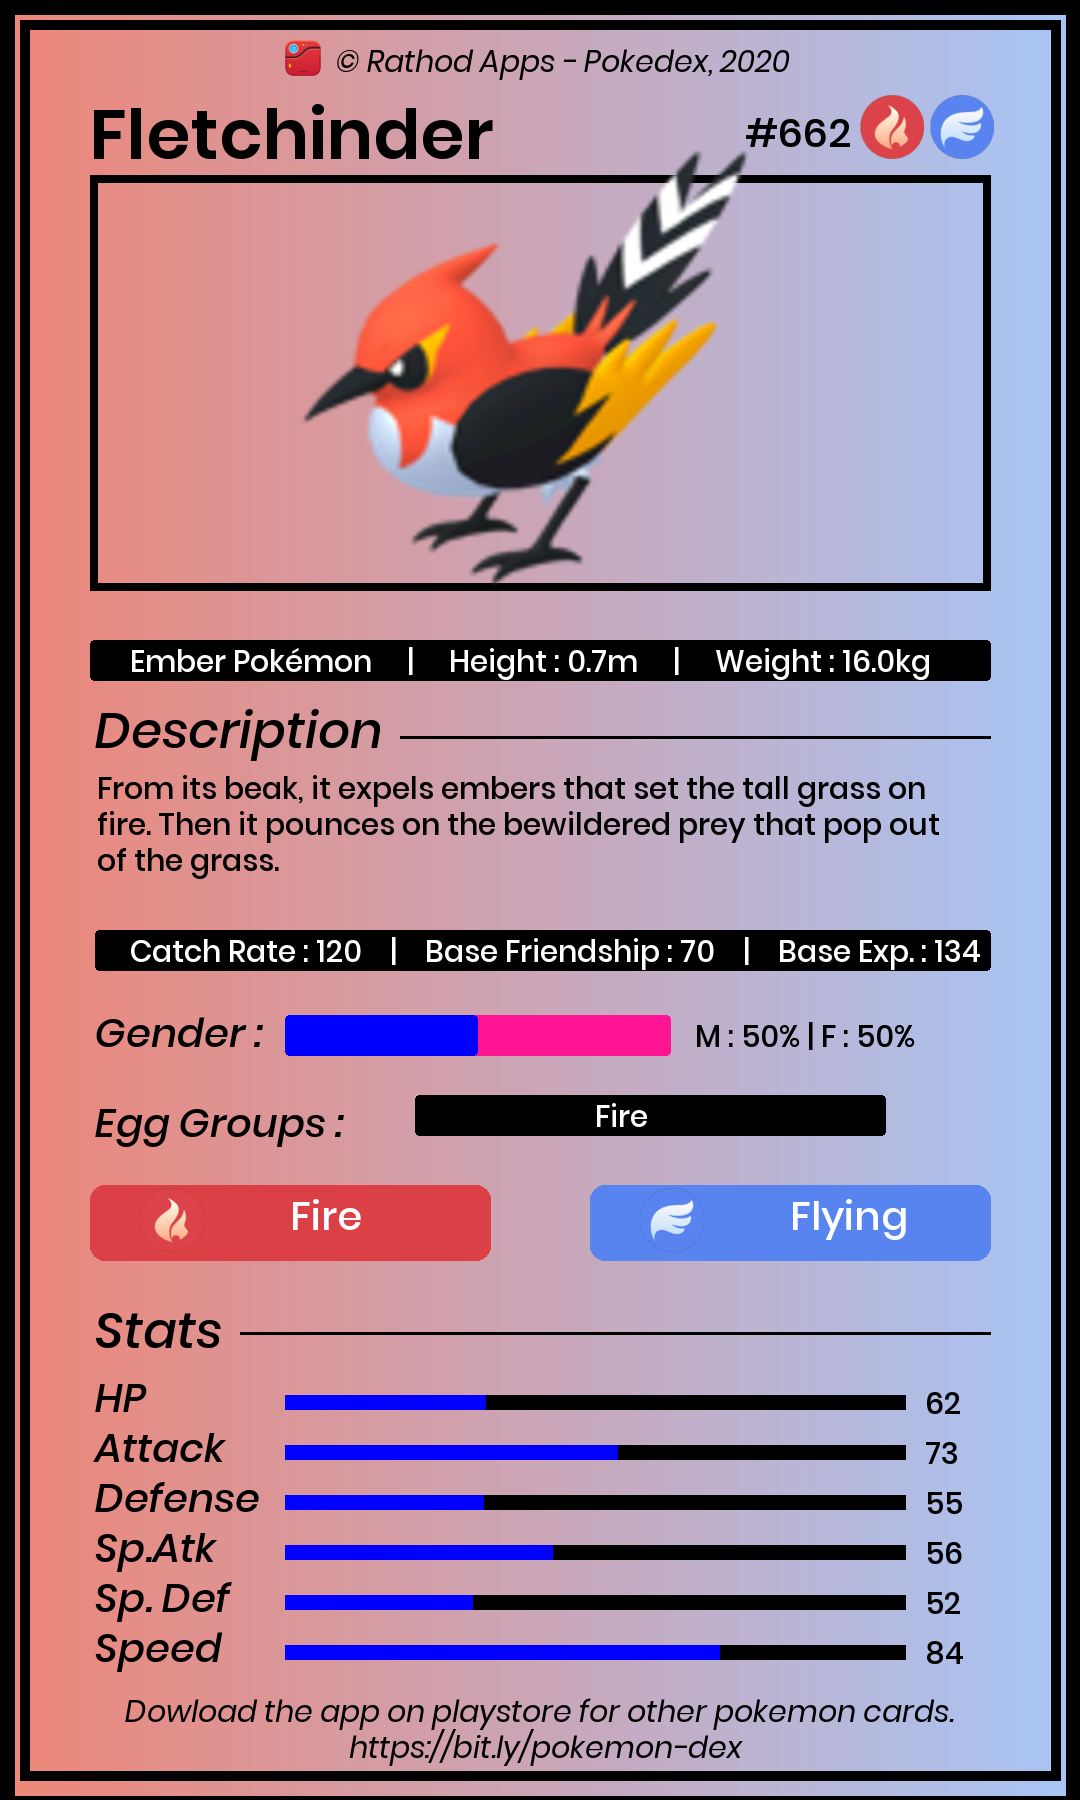 © Rathod Apps - Pokedex, 2020
Fletchinder #662
Ember Pokémon | Height : 0.7m | Weight : 16.0kg
Description
From its beak, it expels embers that set the tall grass on
fire. Then it pounces on the bewildered prey that pop out
of the grass.
Catch Rate : 120 | Base Friendship : 70 | Base Exp. : 134
Gender : M : 50% | F : 50%
Egg Groups : Fire
Fire Flying
Stats
HP 62
Attack 73
Defense 55
Sp.Atk 56
Sp. Def 52
Speed 84
Dowload the app on playstore for other pokemon cards.
https://bit.ly/pokemon-dex